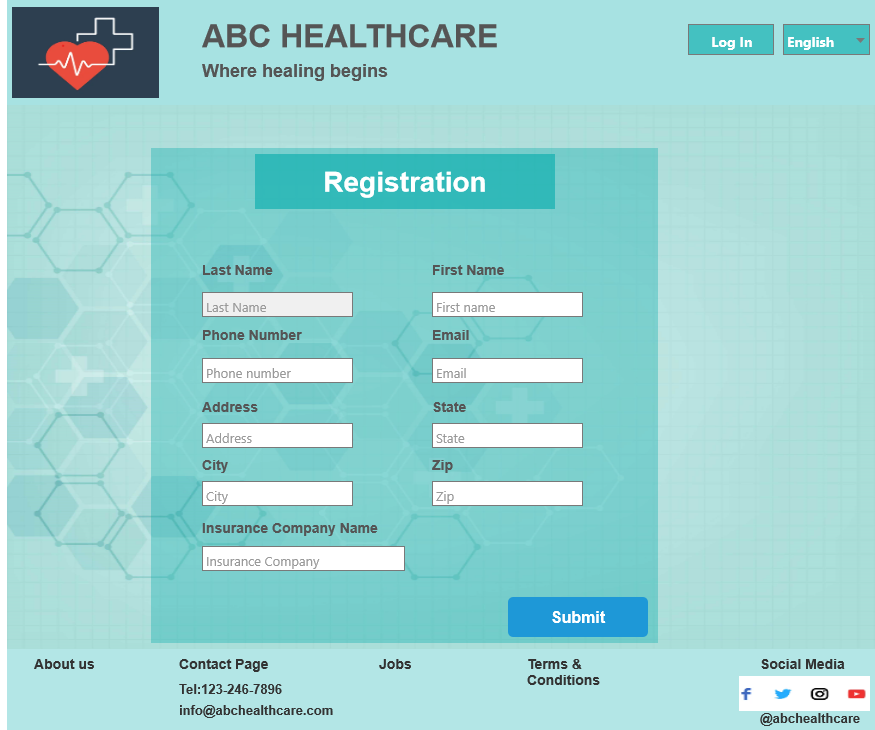 ABC HEALTHCARE
Where healing begins
Log In
English
Registration
Last Name
First Name
Last Name
First name
Phone Number
Email
Phone number
Email
Address
State
Address
State
City
Zip
City
Zip
Insurance Company Name
Insurance Company
Submit
About us
Contact Page
Tel:123-246-7896
info@abchealthcare.com
Jobs
Terms &
Conditions
Social Media
@abchealthcare